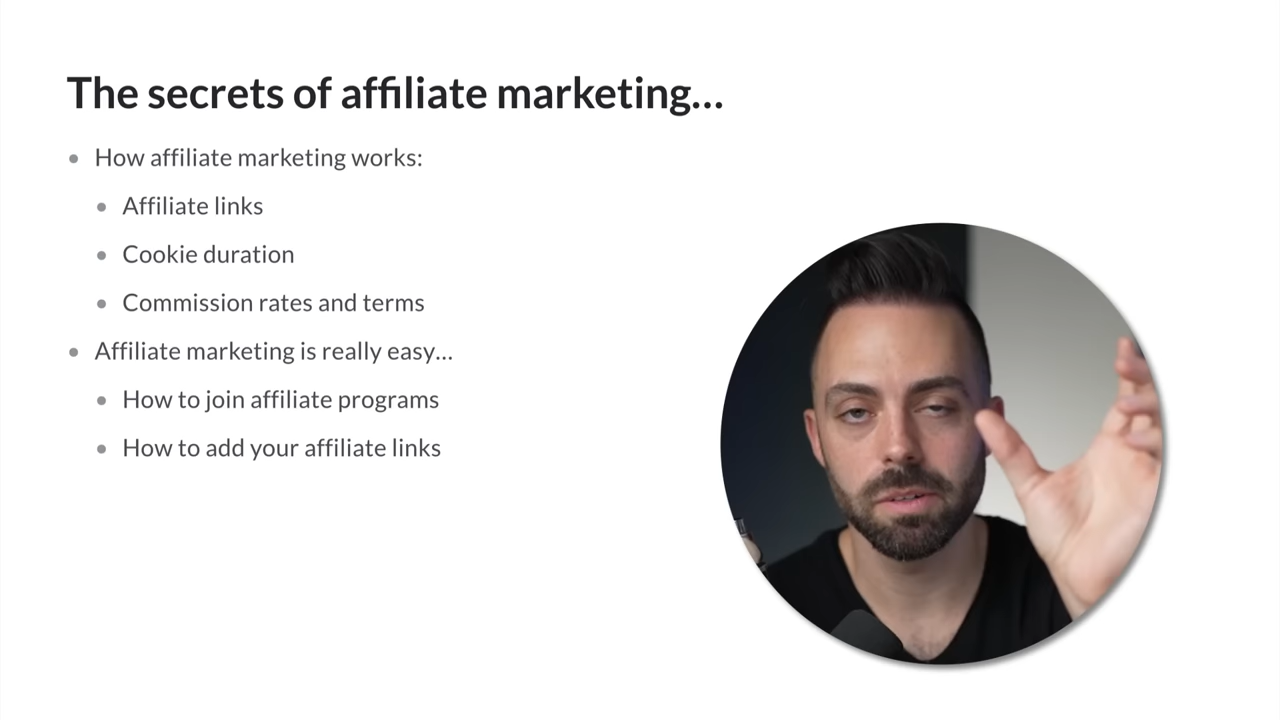 The secrets of affiliate marketing...
How affiliate marketing works:
Affiliate links
Cookie duration
Commission rates and terms
Affiliate marketing is really easy...
How to join affiliate programs
How to add your affiliate links